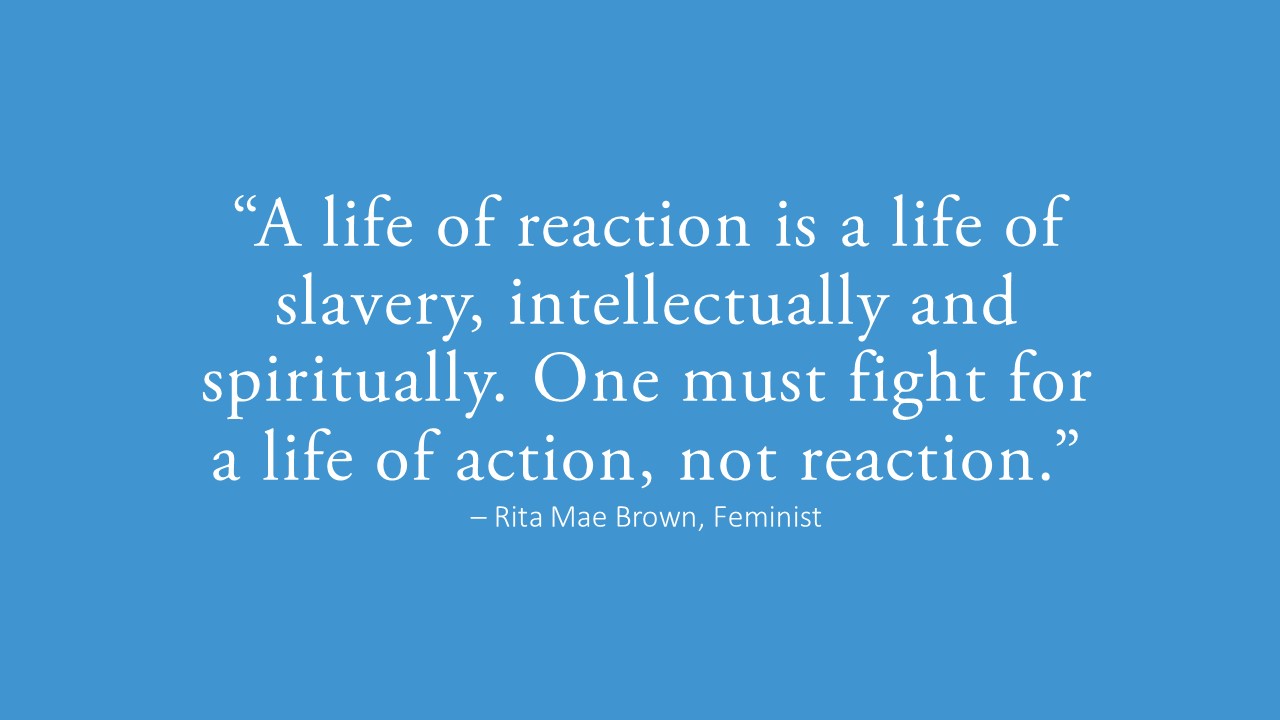 “A life of reaction is a life of
slavery, intellectually and
spiritually. One must fight for
a life of action, not reaction.”
– Rita Mae Brown, Feminist